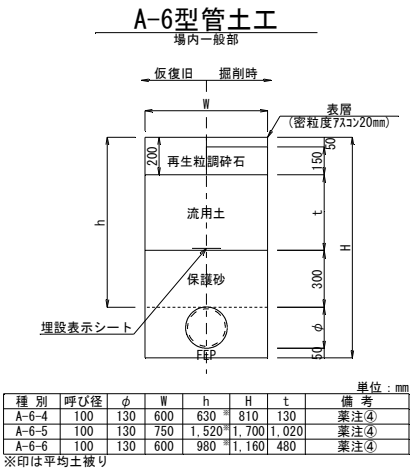 A-6型管土工
場内一般部
仮復旧 掘削時
W
表層
(密粒度アスコン20mm)
50
200
再生粒調砕石
150
h
流用土
t
H
保護砂
300
埋設表示シート
φ
FEP
50
単位：mm
種 別 呼び径 φ W h H t 備 考
A-6-4 100 130 600 630 ※ 810 130 薬注④
A-6-5 100 130 750 1,520※ 1,700 1,020 薬注④
A-6-6 100 130 600 980 ※ 1,160 480 薬注④
※印は平均土被り